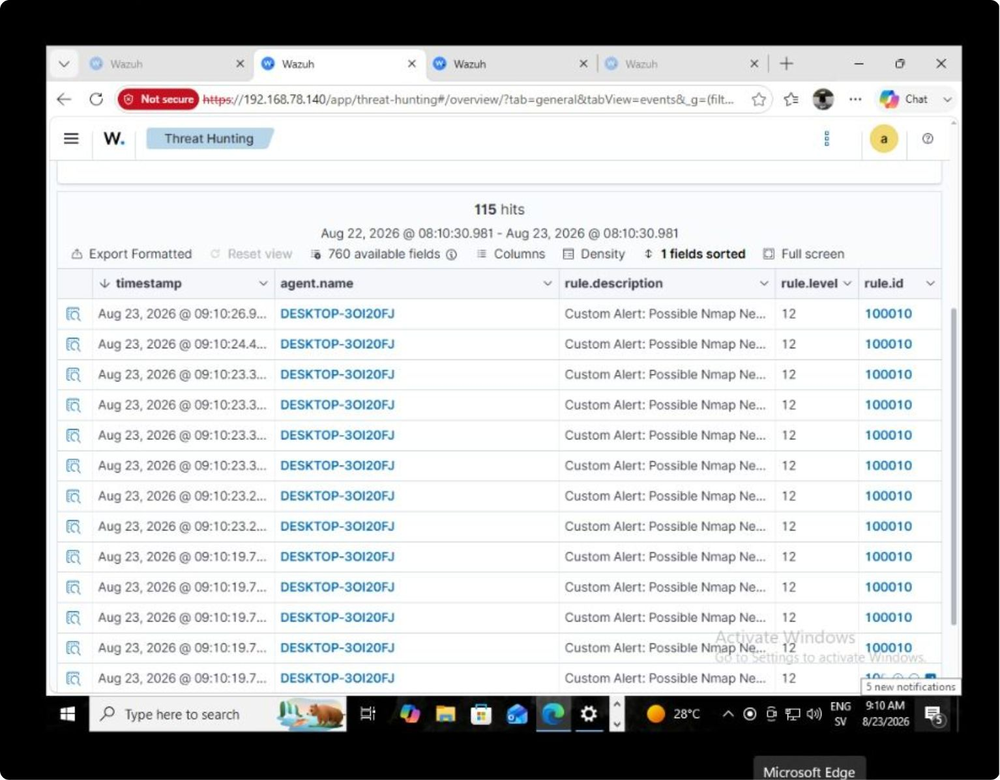 Wazuh
Wazuh
Wazuh
Wazuh
Not secure https://192.168.78.140/app/threat-hunting#/overview/?tab=general&tabView=events&_g=(filt...
Chat
W. Threat Hunting
a
115 hits
Aug 22, 2026 @ 08:10:30.981 - Aug 23, 2026 @ 08:10:30.981
Export Formatted Reset view 760 available fields Columns Density 1 fields sorted Full screen
timestamp agent.name rule.description rule.level rule.id
Aug 23, 2026 @ 09:10:26.9... DESKTOP-3OI20FJ Custom Alert: Possible Nmap Ne... 12 100010
Aug 23, 2026 @ 09:10:24.4... DESKTOP-3OI20FJ Custom Alert: Possible Nmap Ne... 12 100010
Aug 23, 2026 @ 09:10:23.3... DESKTOP-3OI20FJ Custom Alert: Possible Nmap Ne... 12 100010
Aug 23, 2026 @ 09:10:23.3... DESKTOP-3OI20FJ Custom Alert: Possible Nmap Ne... 12 100010
Aug 23, 2026 @ 09:10:23.3... DESKTOP-3OI20FJ Custom Alert: Possible Nmap Ne... 12 100010
Aug 23, 2026 @ 09:10:23.3... DESKTOP-3OI20FJ Custom Alert: Possible Nmap Ne... 12 100010
Aug 23, 2026 @ 09:10:23.2... DESKTOP-3OI20FJ Custom Alert: Possible Nmap Ne... 12 100010
Aug 23, 2026 @ 09:10:23.2... DESKTOP-3OI20FJ Custom Alert: Possible Nmap Ne... 12 100010
Aug 23, 2026 @ 09:10:19.7... DESKTOP-3OI20FJ Custom Alert: Possible Nmap Ne... 12 100010
Aug 23, 2026 @ 09:10:19.7... DESKTOP-3OI20FJ Custom Alert: Possible Nmap Ne... 12 100010
Aug 23, 2026 @ 09:10:19.7... DESKTOP-3OI20FJ Custom Alert: Possible Nmap Ne... 12 100010
Activate Windows
Aug 23, 2026 @ 09:10:19.7... DESKTOP-3OI20FJ Custom Alert: Possible Nmap Ne... 12 100010
Go to Settings to activate Windows.
Aug 23, 2026 @ 09:10:19.7... DESKTOP-3OI20FJ Custom Alert: Possible Nmap Ne... 12
5 new notifications
Type here to search
28°C
ENG
SV
9:10 AM
8/23/2026
5
Microsoft Edge